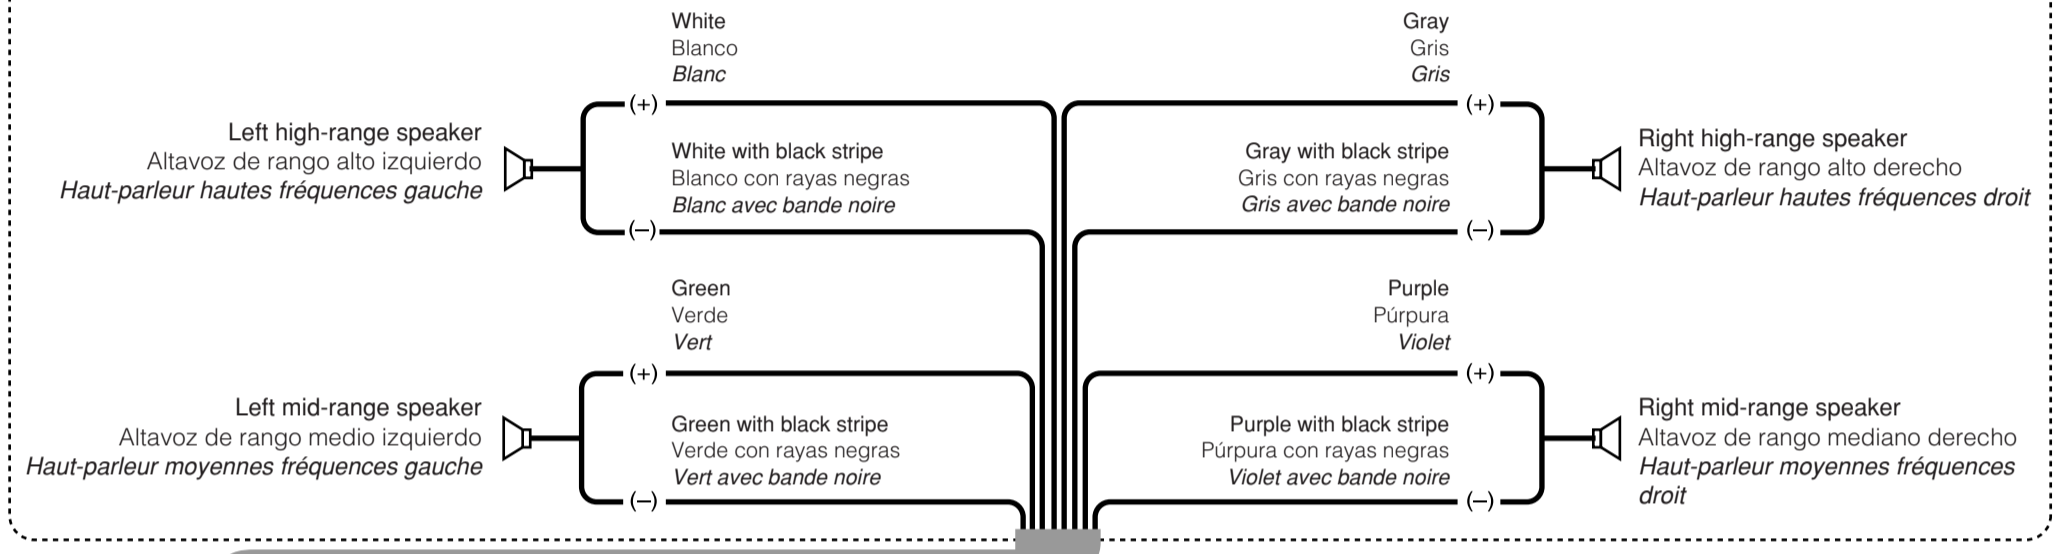 White
Blanco
Blanc
Gray
Gris
Gris
(+)
(+)
Left high-range speaker
Altavoz de rango alto izquierdo
Haut-parleur hautes fréquences gauche
White with black stripe
Blanco con rayas negras
Blanc avec bande noire
Gray with black stripe
Gris con rayas negras
Gris avec bande noire
Right high-range speaker
Altavoz de rango alto derecho
Haut-parleur hautes fréquences droit
(–)
(–)
Green
Verde
Vert
Purple
Púrpura
Violet
(+)
(+)
Left mid-range speaker
Altavoz de rango medio izquierdo
Haut-parleur moyennes fréquences gauche
Green with black stripe
Verde con rayas negras
Vert avec bande noire
Purple with black stripe
Púrpura con rayas negras
Violet avec bande noire
Right mid-range speaker
Altavoz de rango mediano derecho
Haut-parleur moyennes fréquences
droit
(–)
(–)